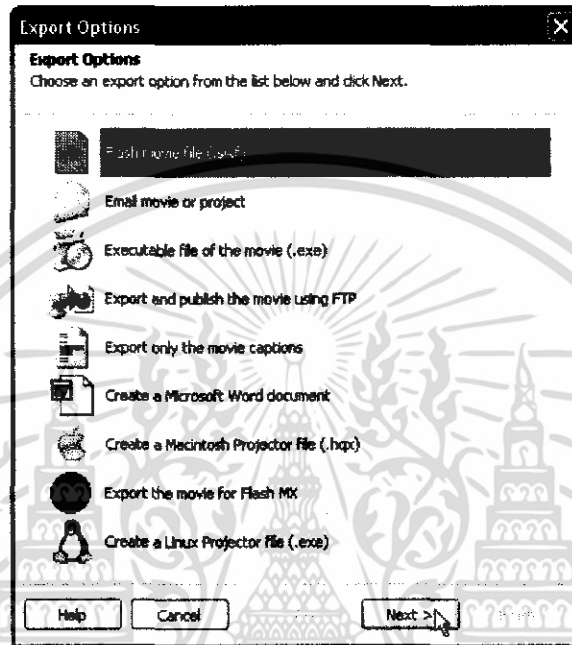 Export Options
Export Options
Choose an export option from the list below and click Next.
Flash movie file (.swf)
Email movie or project
Executable file of the movie (.exe)
Export and publish the movie using FTP
Export only the movie captions
Create a Microsoft Word document
Create a Macintosh Projector file (.hqx)
Export the movie for Flash MX
Create a Linux Projector file (.exe)
Help Cancel Next >